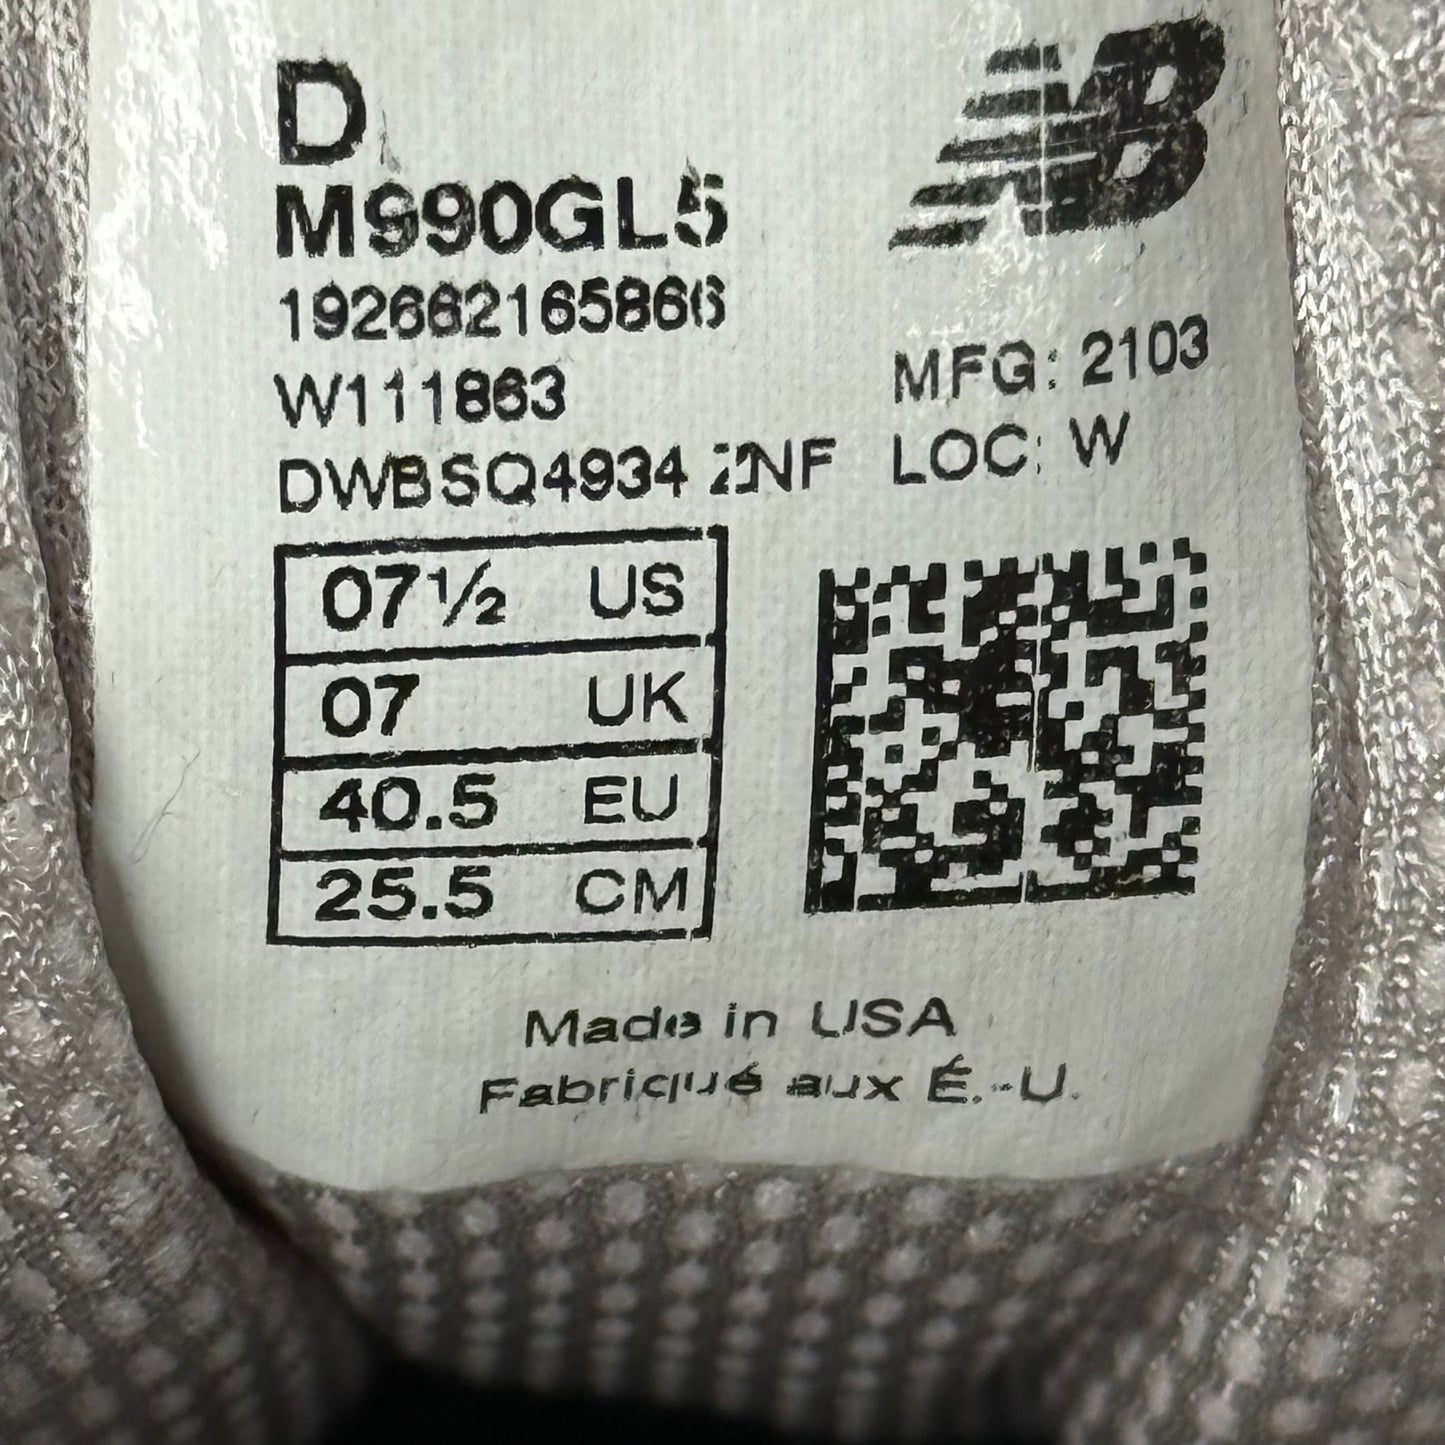 D
M990GL5
192662165866
W111863
DWBSQ4934 2NF
NB
MFG: 2103
LOC: W
07½ US
07 UK
40.5 EU
25.5 CM
Made in USA
Fabriqué aux É.-U.